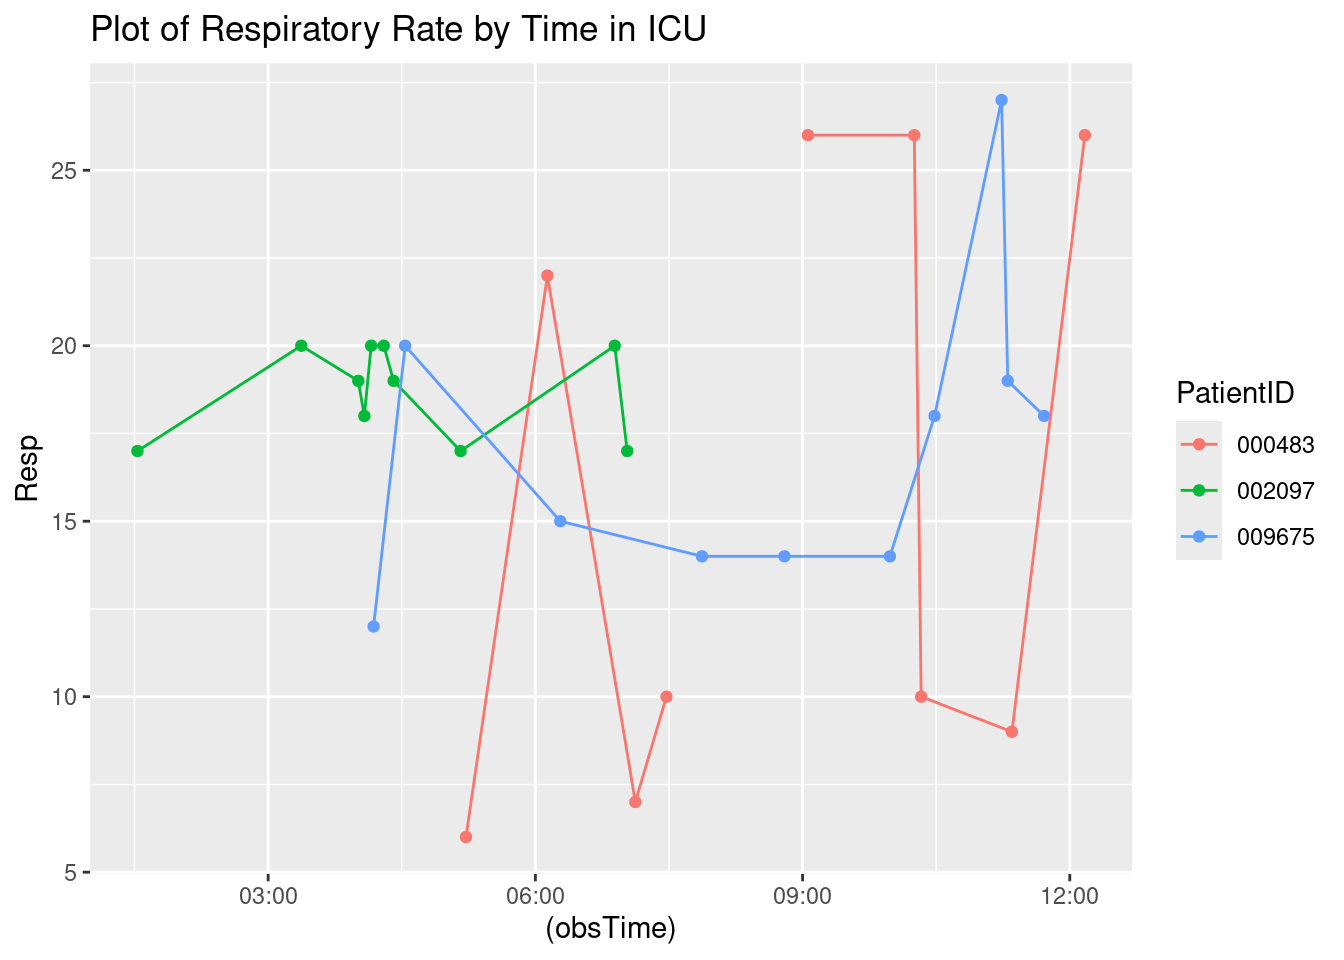 Plot of Respiratory Rate by Time in ICU
Resp
25
20
15
10
5
03:00 06:00 09:00 12:00
(obsTime)
PatientID
000483
002097
009675